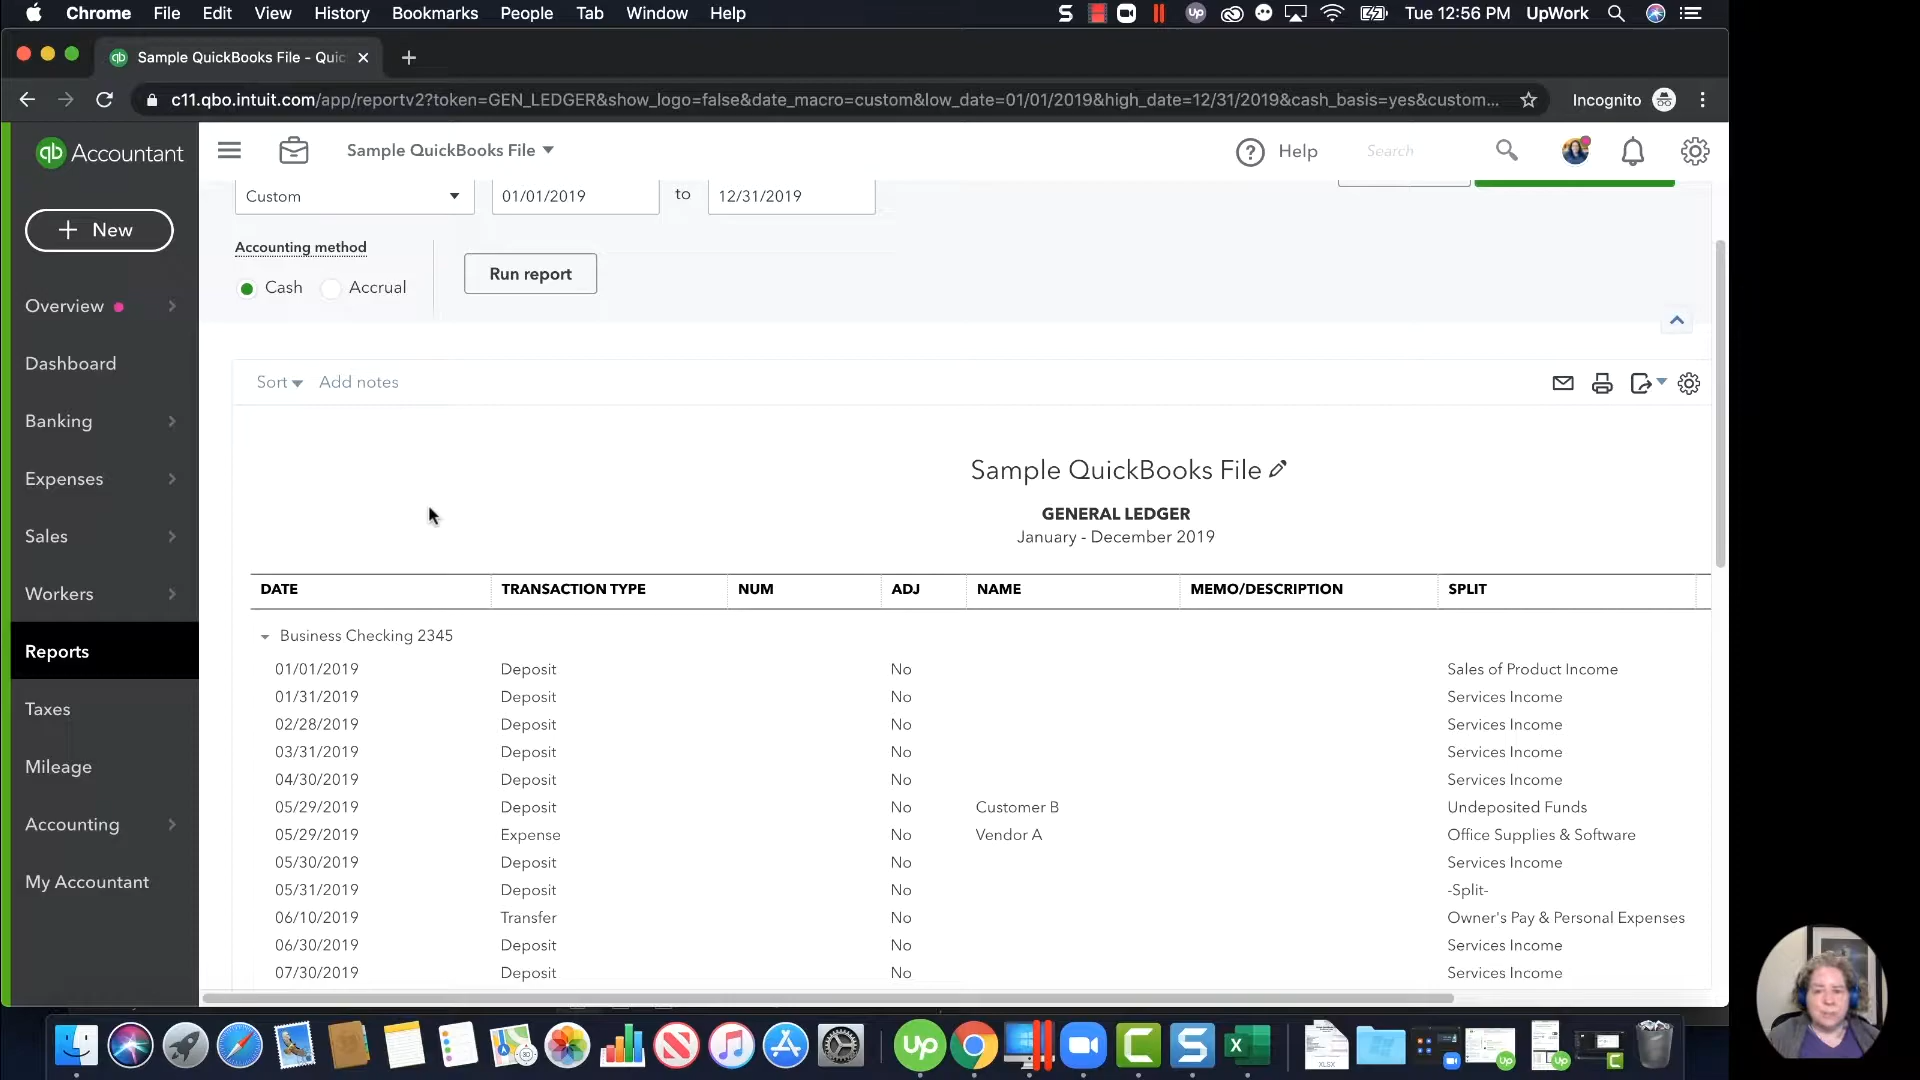 Chrome File Edit View History Bookmarks People Tab Window Help
Tue 12:56 PM UpWork
Sample QuickBooks File - Quic
c11.qbo.intuit.com/app/reportv2?token=GEN_LEDGER&show_logo=false&date_macro=custom&low_date=01/01/2019&high_date=12/31/2019&cash_basis=yes&custom...
Incognito
qb Accountant
Sample QuickBooks File
Help
Search
Custom
01/01/2019
to
12/31/2019
+ New
Accounting method
Cash
Accrual
Run report
Overview
Dashboard
Banking
Expenses
Sales
Workers
Reports
Taxes
Mileage
Accounting
My Accountant
Sort
Add notes
Sample QuickBooks File
GENERAL LEDGER
January - December 2019
DATE TRANSACTION TYPE NUM ADJ NAME MEMO/DESCRIPTION SPLIT
Business Checking 2345
01/01/2019 Deposit No Sales of Product Income
01/31/2019 Deposit No Services Income
02/28/2019 Deposit No Services Income
03/31/2019 Deposit No Services Income
04/30/2019 Deposit No Services Income
05/29/2019 Deposit No Customer B Undeposited Funds
05/29/2019 Expense No Vendor A Office Supplies & Software
05/30/2019 Deposit No Services Income
05/31/2019 Deposit No -Split-
06/10/2019 Transfer No Owner's Pay & Personal Expenses
06/30/2019 Deposit No Services Income
07/30/2019 Deposit No Services Income